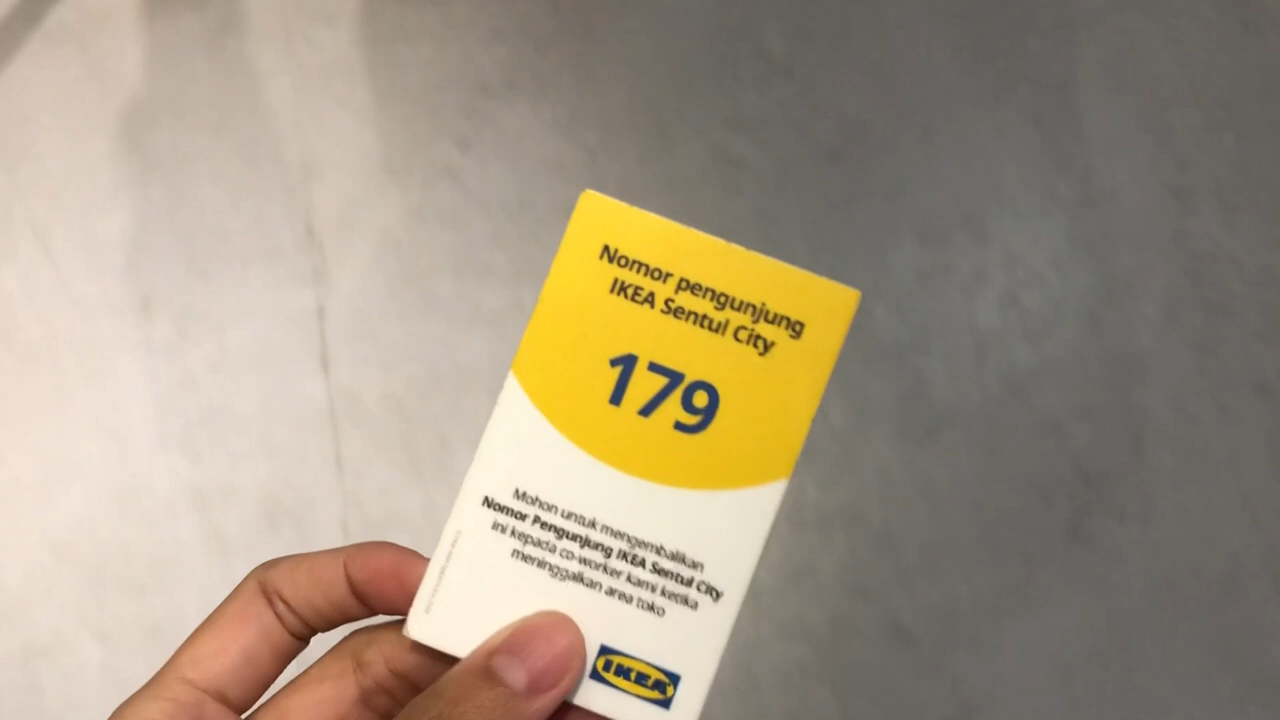 Nomor pengunjung
IKEA Sentul City
179
Mohon untuk mengembalikan
Nomor Pengunjung IKEA Sentul City
ini kepada co-worker kami ketika
meninggalkan area toko
IKEA